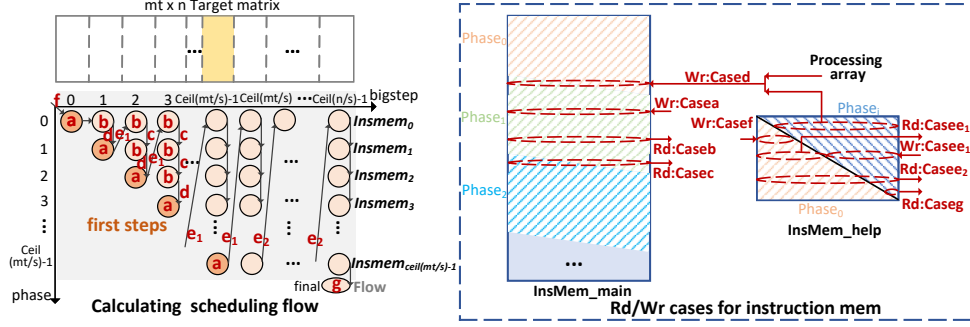 mt x n Target matrix
...
...
f
0 1 2 3 Ceil(mt/s)-1 Ceil(mt/s) ... Ceil(n/s)-1 bigstep
0 a b b b Insmem0
d e1 c c
1 a b b Insmem1
d e1 c
2 a b Insmem2
d
3 a Insmem3
first steps
e1 e1 e2 e2
Ceil
(mt/s)-1
a ... Insmemceil(mt/s)-1
phase
final g Flow
Calculating scheduling flow
Phase0
Phase1
Phase2
...
InsMem_main
Wr:Cased
Wr:Casea
Wr:Casef
Rd:Caseb
Rd:Casec
Processing
array
Phasei
Rd:Casee1
Wr:Casee1
Rd:Casee2
Rd:Caseg
Phase0
InsMem_help
Rd/Wr cases for instruction mem